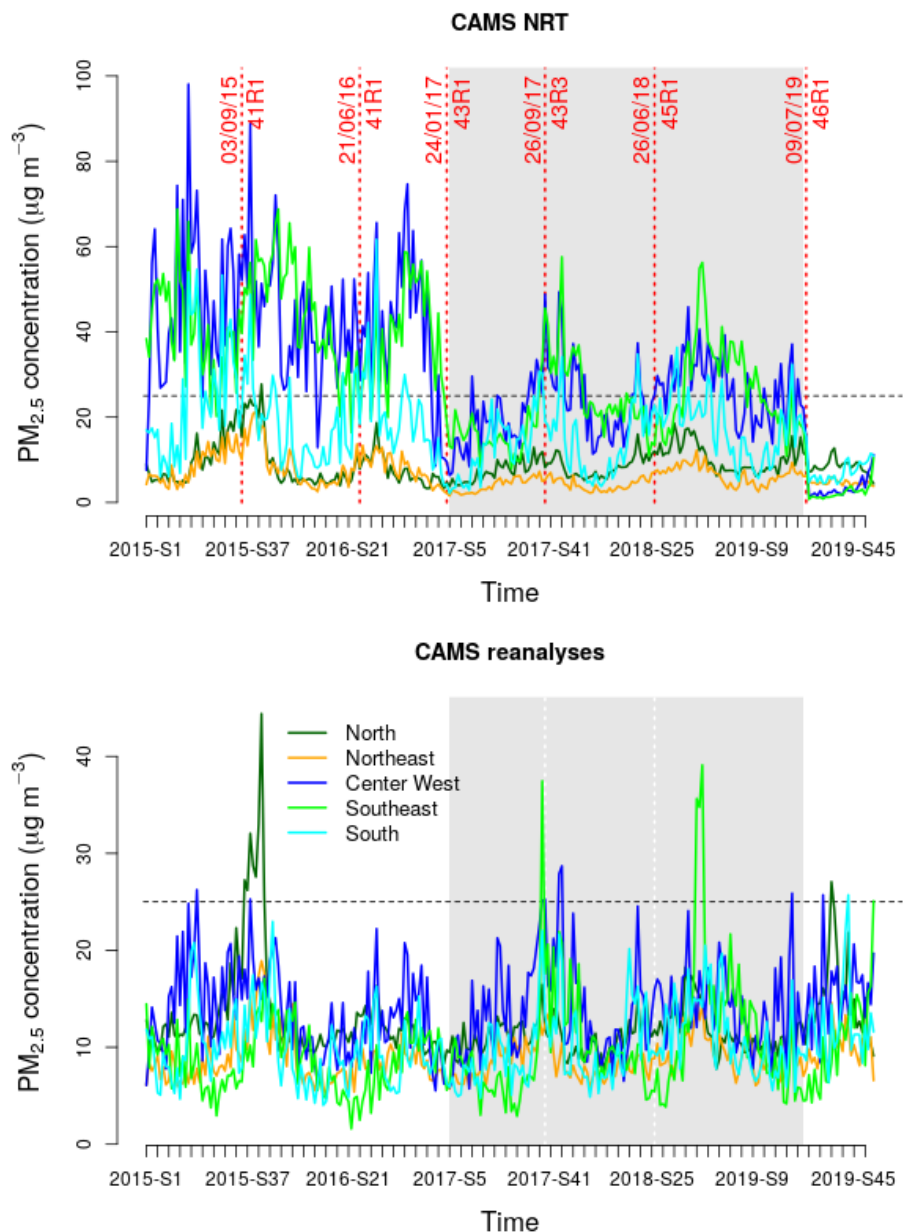 CAMS NRT
PM2.5 concentration (μg m−3)
100
80
60
40
20
0
03/09/15
41R1
21/06/16
41R1
24/01/17
43R1
26/09/17
43R3
26/06/18
45R1
09/07/19
46R1
2015-S1 2015-S37 2016-S21 2017-S5 2017-S41 2018-S25 2019-S9 2019-S45
Time
CAMS reanalyses
PM2.5 concentration (μg m−3)
40
30
20
10
0
North
Northeast
Center West
Southeast
South
2015-S1 2015-S37 2016-S21 2017-S5 2017-S41 2018-S25 2019-S9 2019-S45
Time